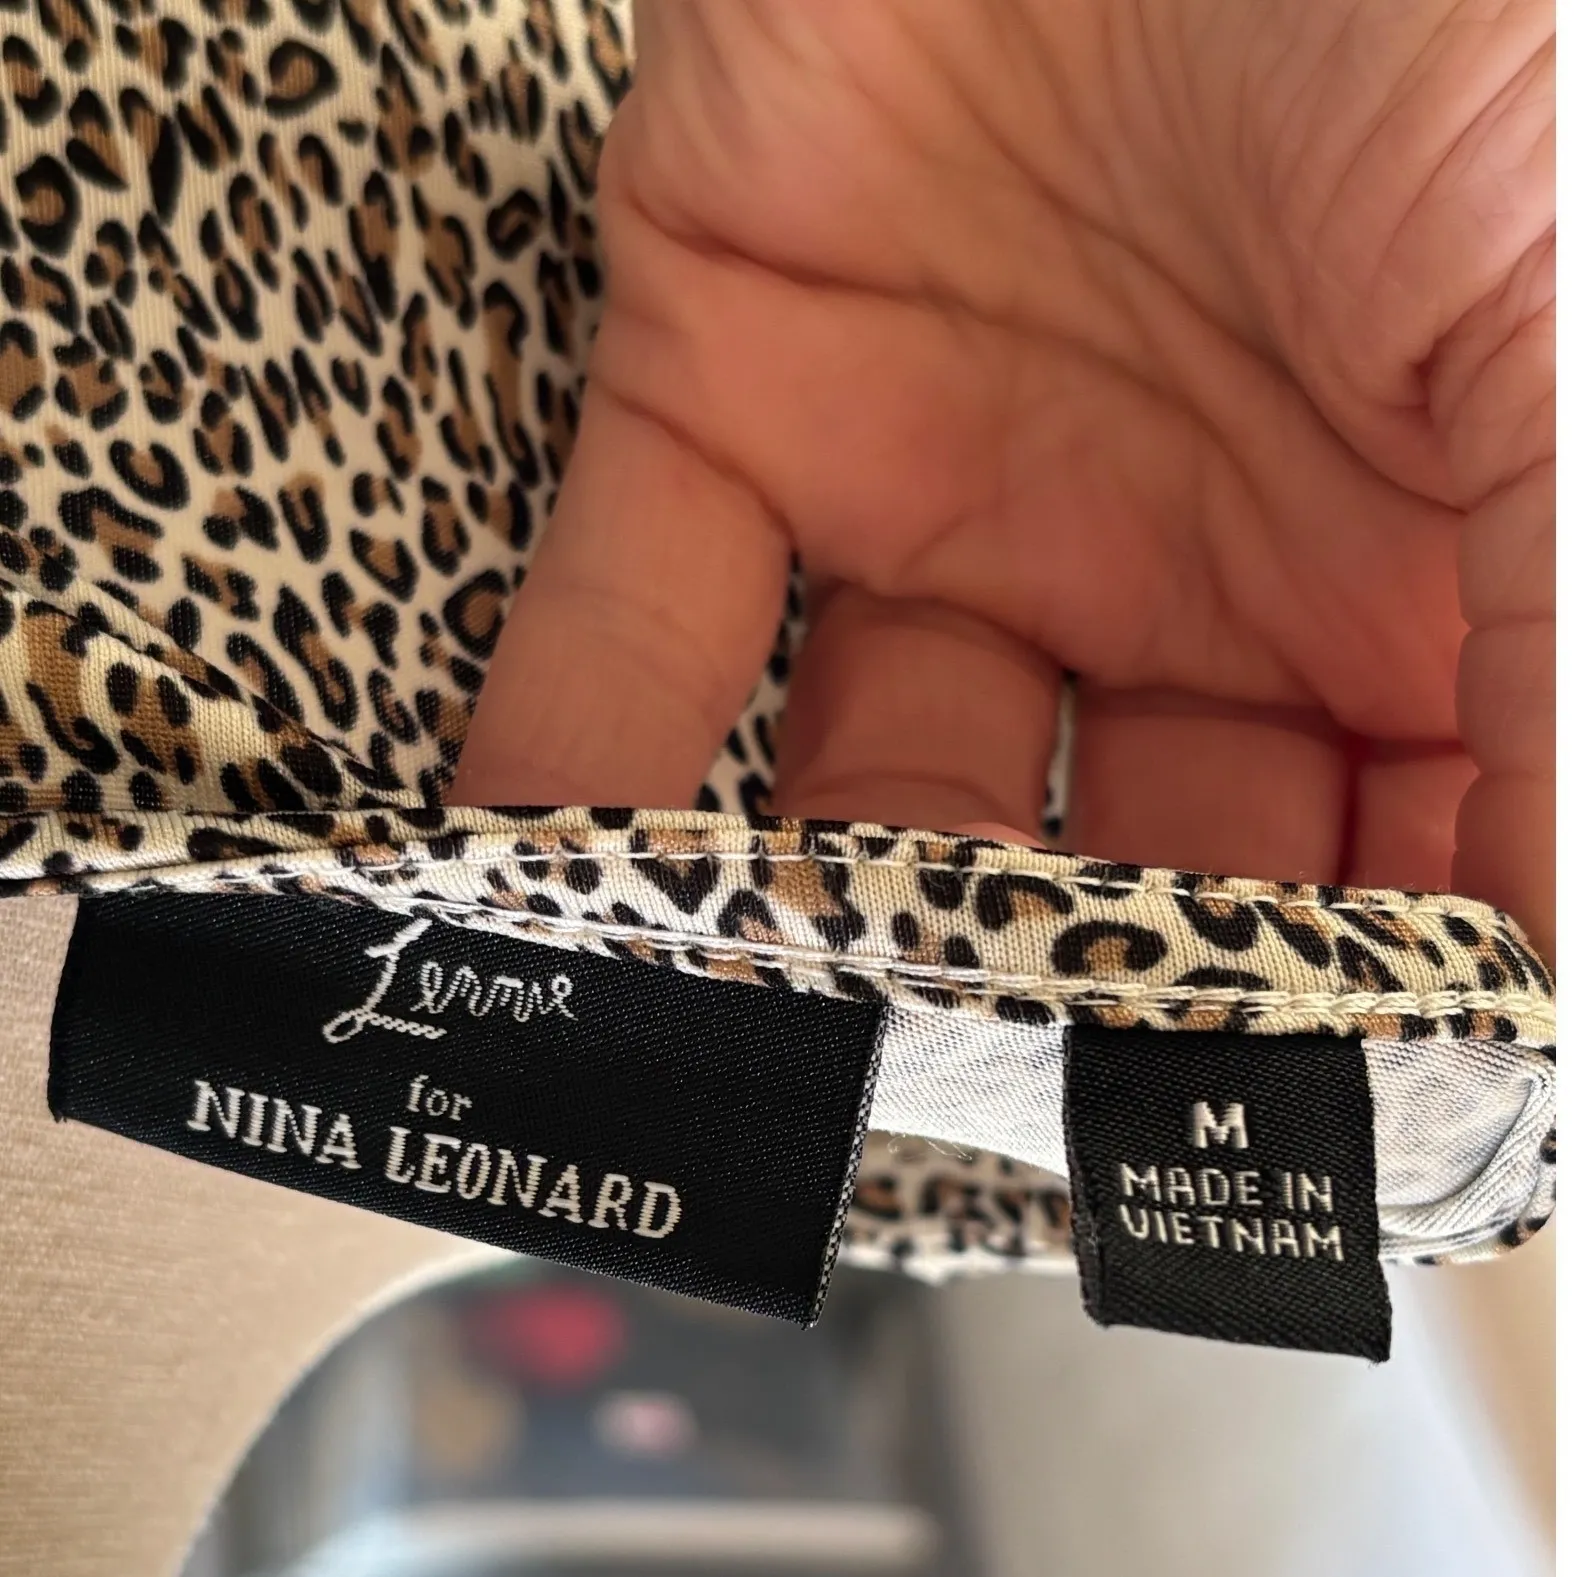 for
NINA LEONARD
M
MADE IN
VIETNAM